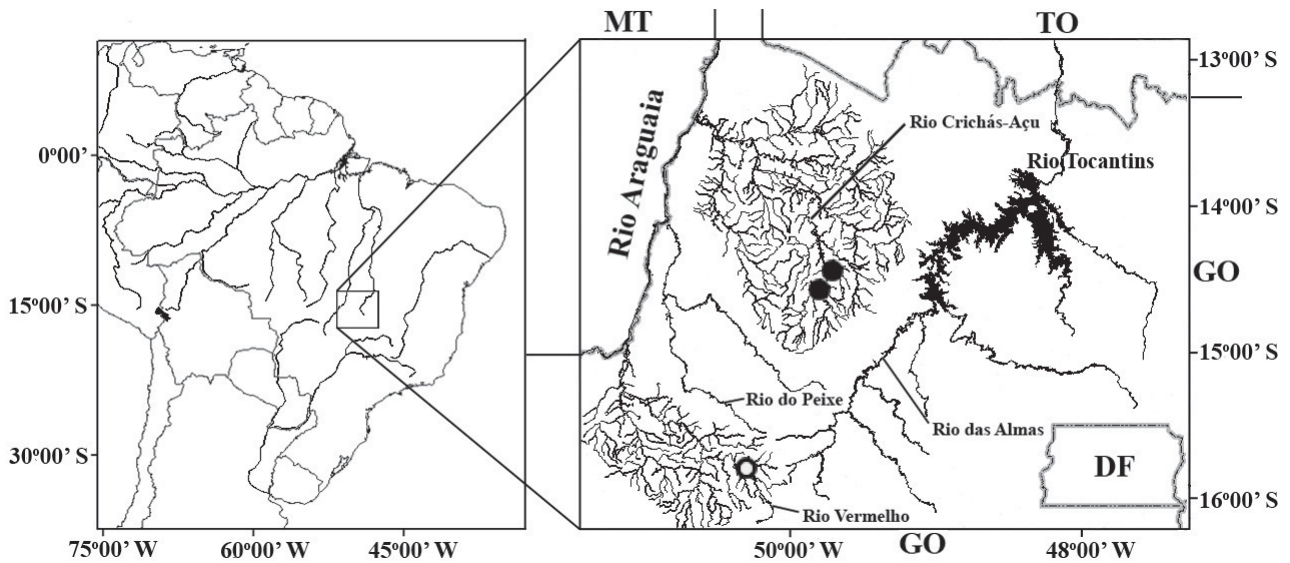 MT
TO
13º00' S
Rio Crichás-Açu
Rio Araguaia
Rio Tocantins
0º00'
14º00' S
GO
15º00' S
15º00' S
Rio do Peixe
Rio das Almas
30º00' S
DF
16º00' S
Rio Vermelho
75º00' W
60º00' W
45º00' W
50º00' W
GO
48º00' W